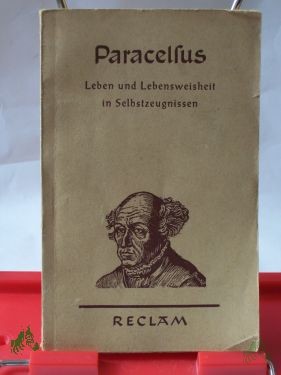 Paracelſus
Leben und Lebensweisheit
in Selbstzeugnissen
RECLAM